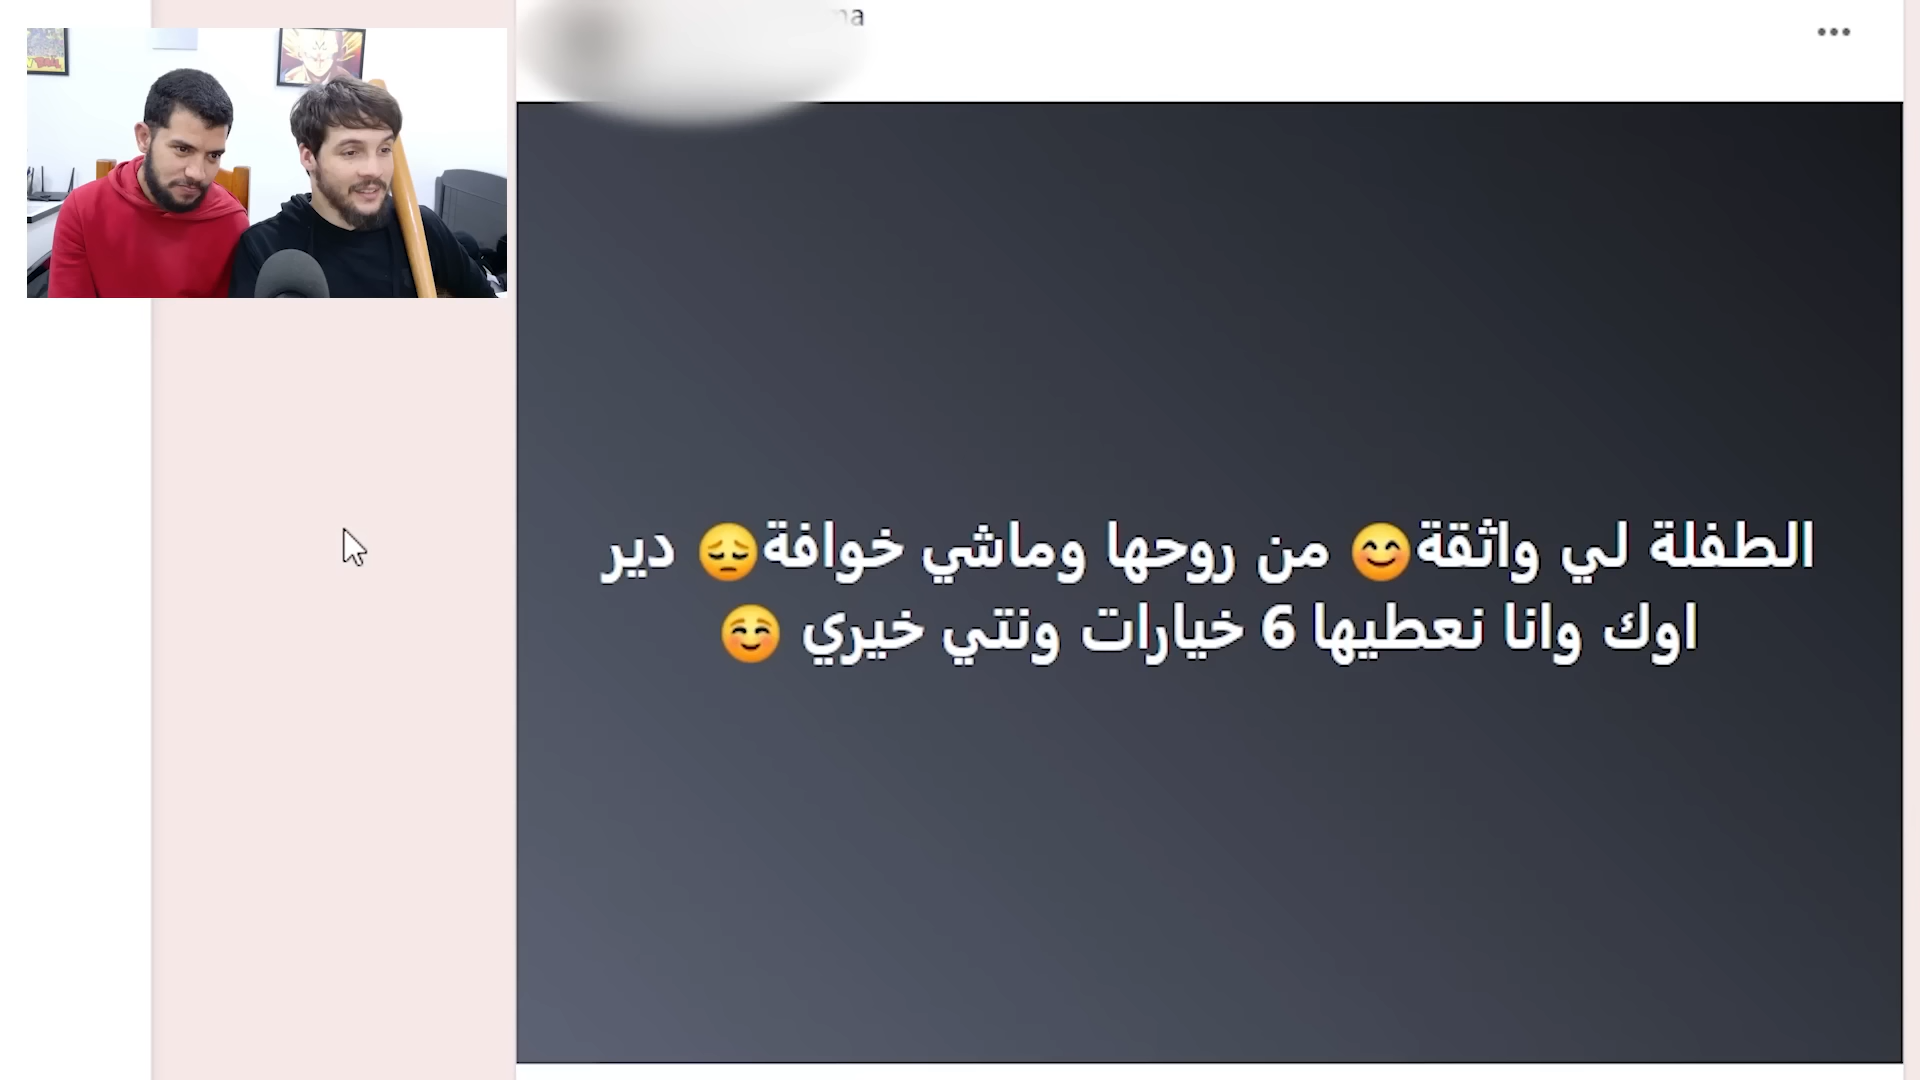 الطفلة لي واثقة😊 من روحها وماشي خوافة😔 دير
اوك وانا نعطيها 6 خيارات ونتي خيري ☺️